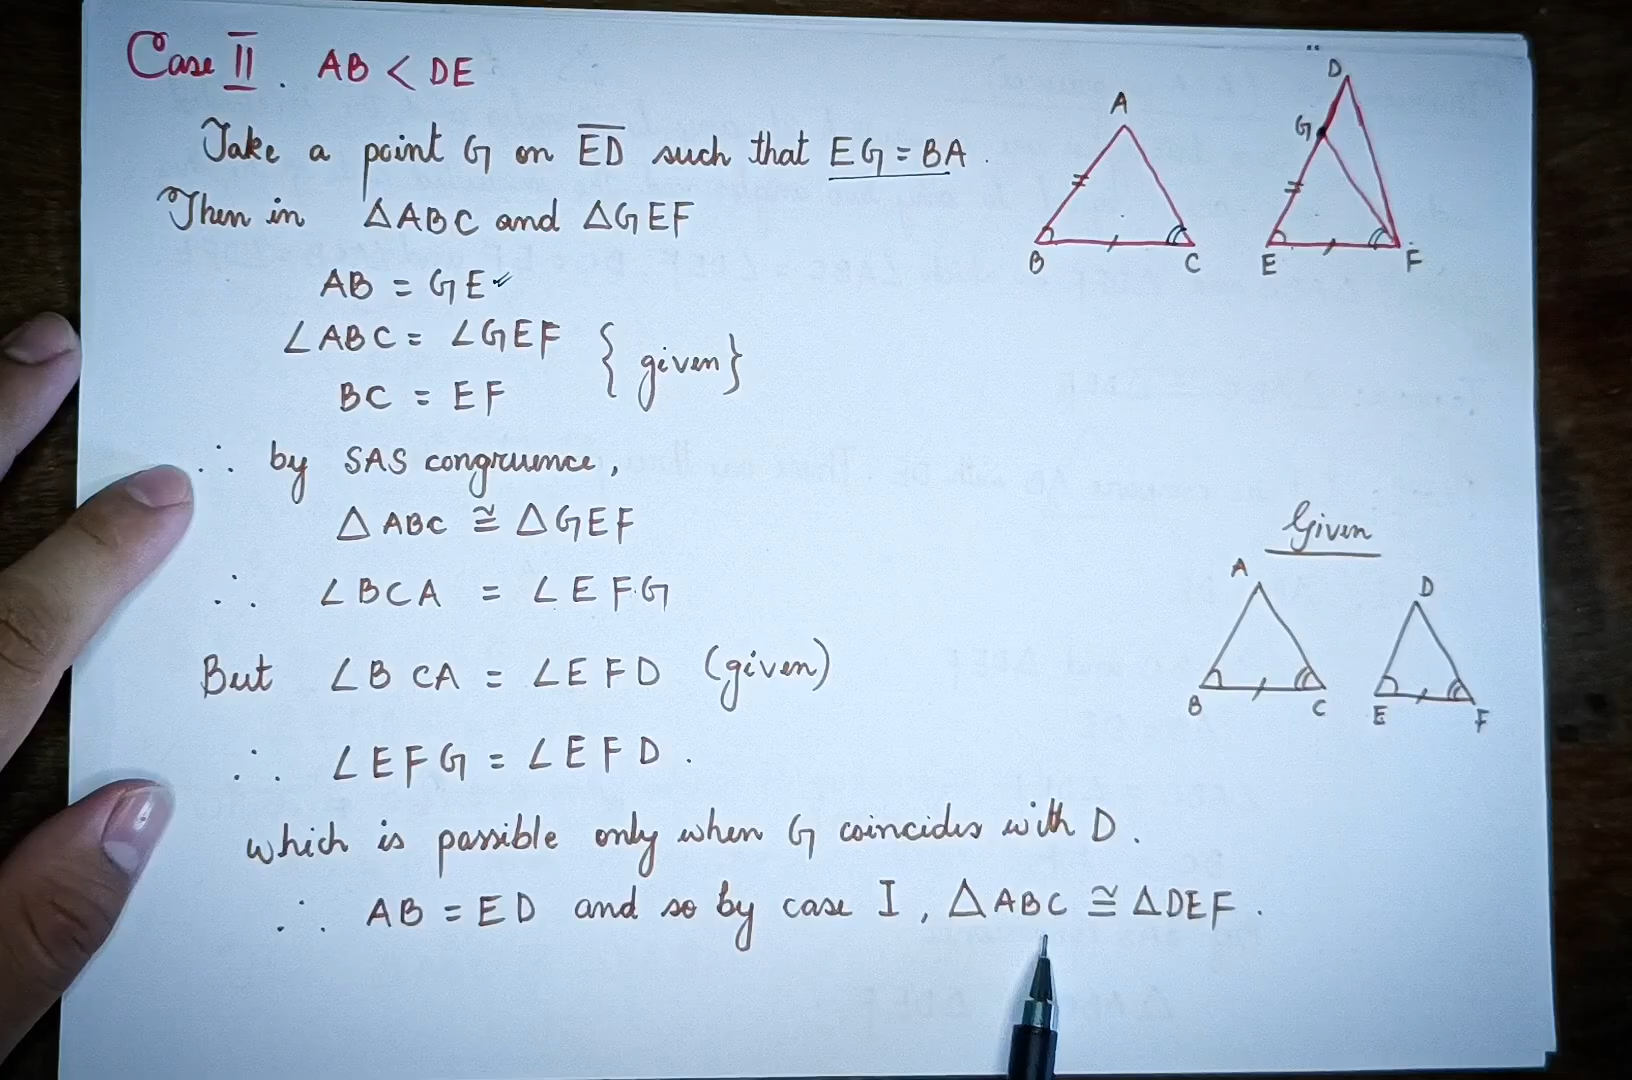 Case II. AB < DE
Take a point G on ED such that EG = BA.
Then in △ABC and △GEF
AB = GE
∠ABC = ∠GEF
BC = EF
{given}
∴ by SAS congruence,
△ABC ≅ △GEF
∴ ∠BCA = ∠EFG
But ∠BCA = ∠EFD (given)
∴ ∠EFG = ∠EFD.
which is possible only when G coincides with D.
∴ AB = ED and so by case I, △ABC ≅ △DEF.
A
B
C
D
G
E
F
Given
A
B
C
D
E
F